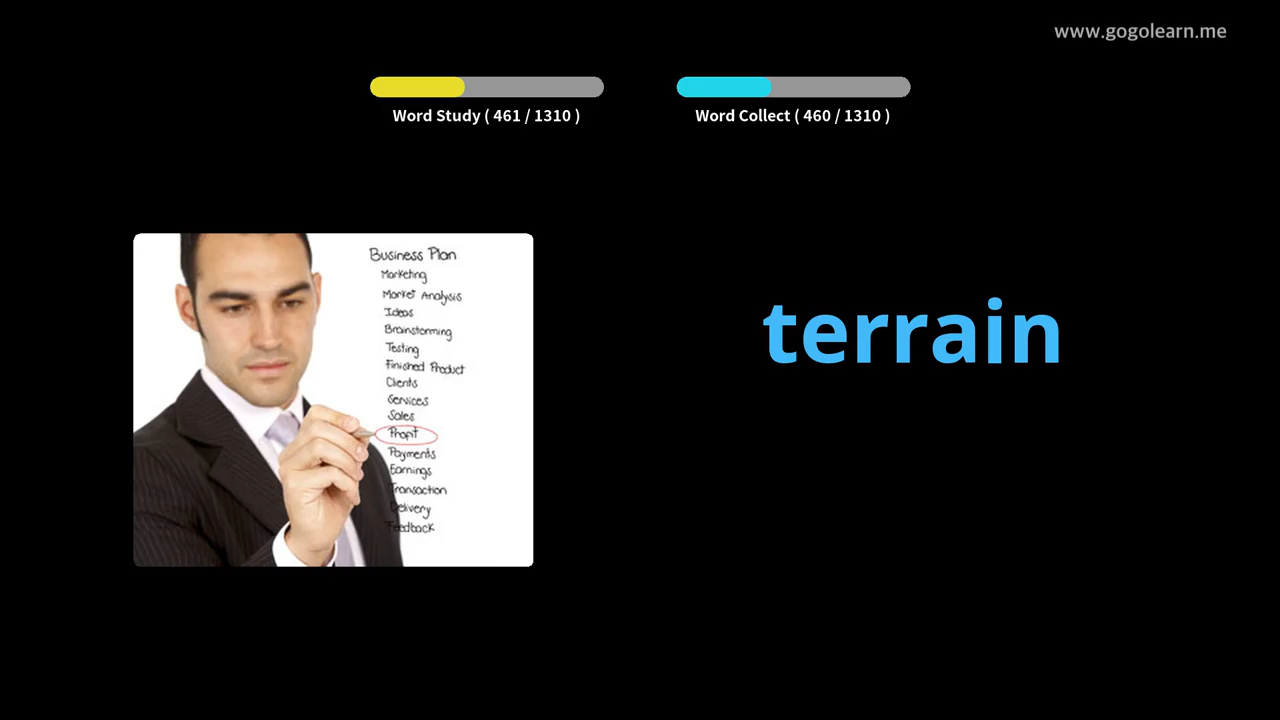 www.gogolearn.me
Word Study ( 461 / 1310 )
Word Collect ( 460 / 1310 )
Business Plan
Marketing
Market Analysis
Ideas
Brainstorming
Testing
Finished Product
Clients
Services
Sales
Profit
Payments
Earnings
Transaction
Delivery
Feedback
terrain